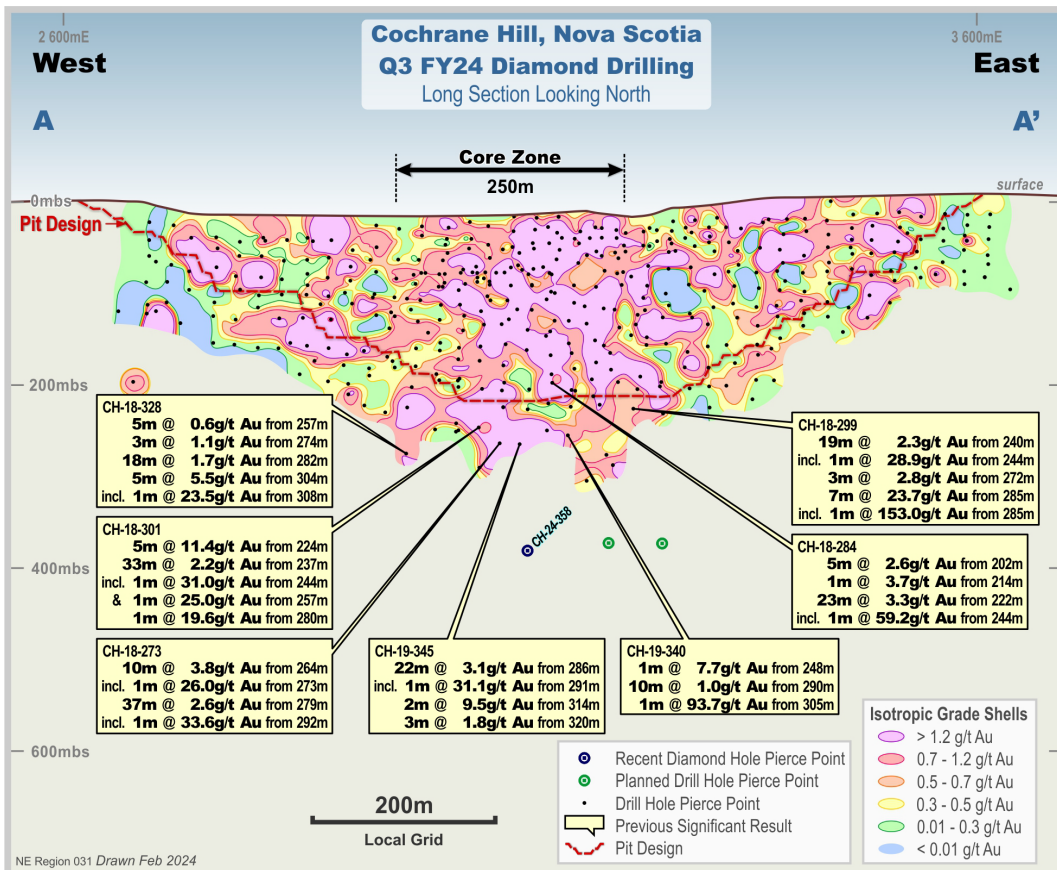 Cochrane Hill, Nova Scotia
Q3 FY24 Diamond Drilling
Long Section Looking North
2 600mE
3 600mE
West
East
A
A'
Core Zone
250m
surface
0mbs
Pit Design
200mbs
400mbs
600mbs
CH-18-328
5m @ 0.6g/t Au from 257m
3m @ 1.1g/t Au from 274m
18m @ 1.7g/t Au from 282m
5m @ 5.5g/t Au from 304m
incl. 1m @ 23.5g/t Au from 308m
CH-18-301
5m @ 11.4g/t Au from 224m
33m @ 2.2g/t Au from 237m
incl. 1m @ 31.0g/t Au from 244m
& 1m @ 25.0g/t Au from 257m
1m @ 19.6g/t Au from 280m
CH-18-273
10m @ 3.8g/t Au from 264m
incl. 1m @ 26.0g/t Au from 273m
37m @ 2.6g/t Au from 279m
incl. 1m @ 33.6g/t Au from 292m
CH-19-345
22m @ 3.1g/t Au from 286m
incl. 1m @ 31.1g/t Au from 291m
2m @ 9.5g/t Au from 314m
3m @ 1.8g/t Au from 320m
CH-19-340
1m @ 7.7g/t Au from 248m
10m @ 1.0g/t Au from 290m
1m @ 93.7g/t Au from 305m
CH-18-299
19m @ 2.3g/t Au from 240m
incl. 1m @ 28.9g/t Au from 244m
3m @ 2.8g/t Au from 272m
7m @ 23.7g/t Au from 285m
incl. 1m @ 153.0g/t Au from 285m
CH-18-284
5m @ 2.6g/t Au from 202m
1m @ 3.7g/t Au from 214m
23m @ 3.3g/t Au from 222m
incl. 1m @ 59.2g/t Au from 244m
CH-24-358
200m
Local Grid
Recent Diamond Hole Pierce Point
Planned Drill Hole Pierce Point
Drill Hole Pierce Point
Previous Significant Result
Pit Design
Isotropic Grade Shells
> 1.2 g/t Au
0.7 - 1.2 g/t Au
0.5 - 0.7 g/t Au
0.3 - 0.5 g/t Au
0.01 - 0.3 g/t Au
< 0.01 g/t Au
NE Region 031 Drawn Feb 2024